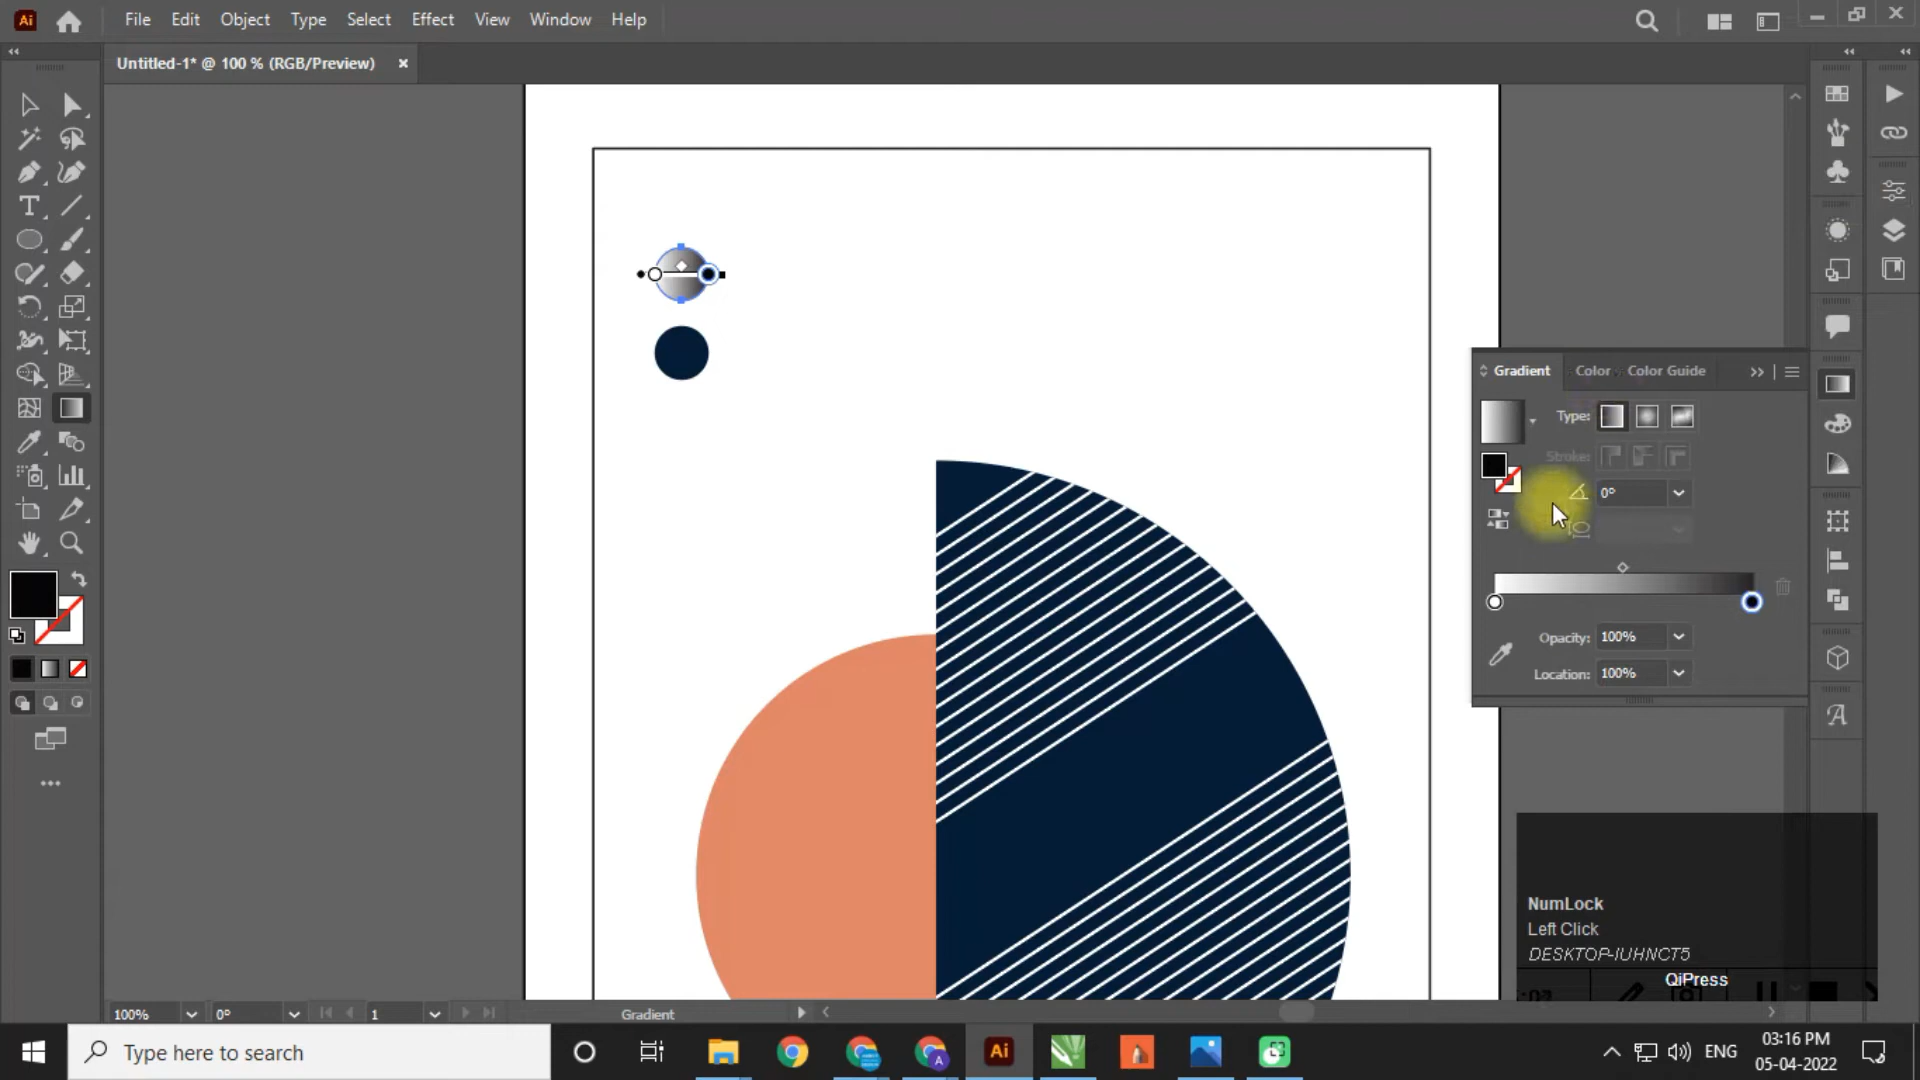 Ai File Edit Object Type Select Effect View Window Help
Untitled-1* @ 100 % (RGB/Preview) ×
Gradient Color Color Guide
Type:
Stroke:
0°
Opacity: 100%
Location: 100%
NumLock
Left Click
DESKTOP-IUHNCT5
QiPress
100% 0° 1 Gradient
Type here to search
Ai
A
ENG
03:16 PM
05-04-2022